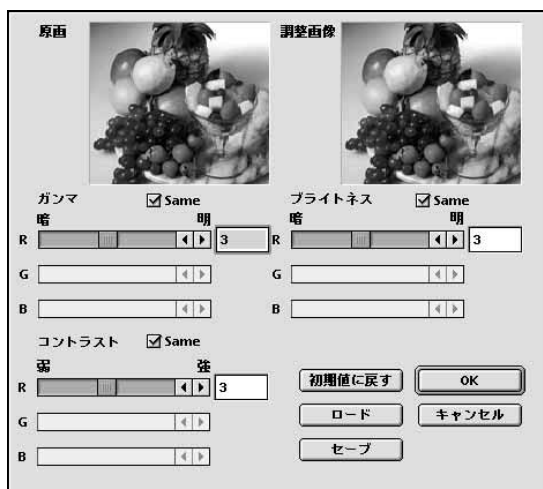 原画 調整画像
ガンマ Same ブライトネス Same
暗 明 暗 明
R 3 R 3
G G
B B
コントラスト Same
弱 強
R 3
G
B
初期値に戻す OK
ロード キャンセル
セーブ